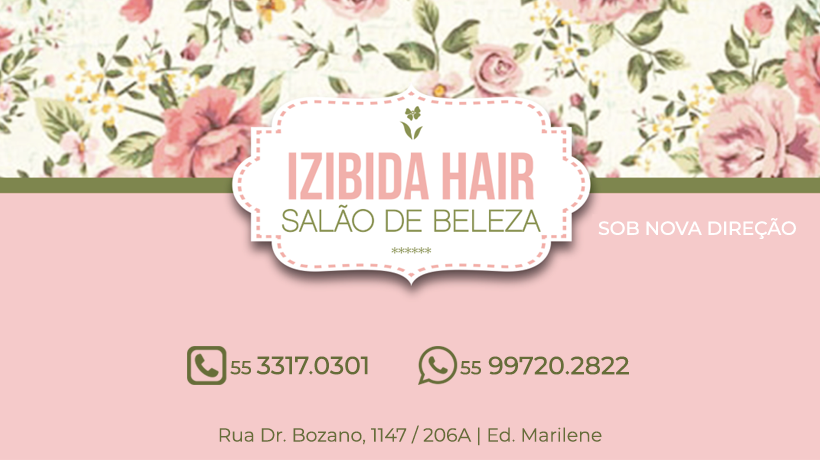 IZIBIDA HAIR
SALÃO DE BELEZA
******
SOB NOVA DIREÇÃO
55 3317.0301
55 99720.2822
Rua Dr. Bozano, 1147 / 206A | Ed. Marilene